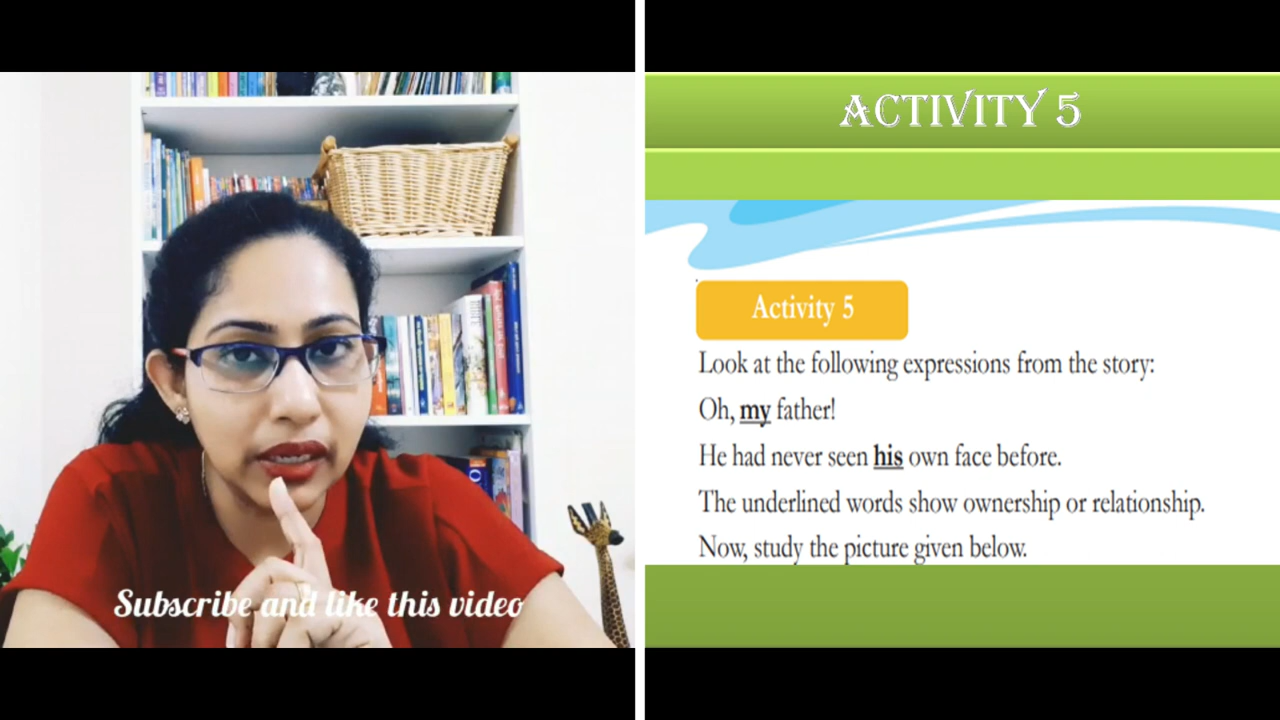 Subscribe and like this video
ACTIVITY 5
Activity 5
Look at the following expressions from the story:
Oh, my father!
He had never seen his own face before.
The underlined words show ownership or relationship.
Now, study the picture given below.